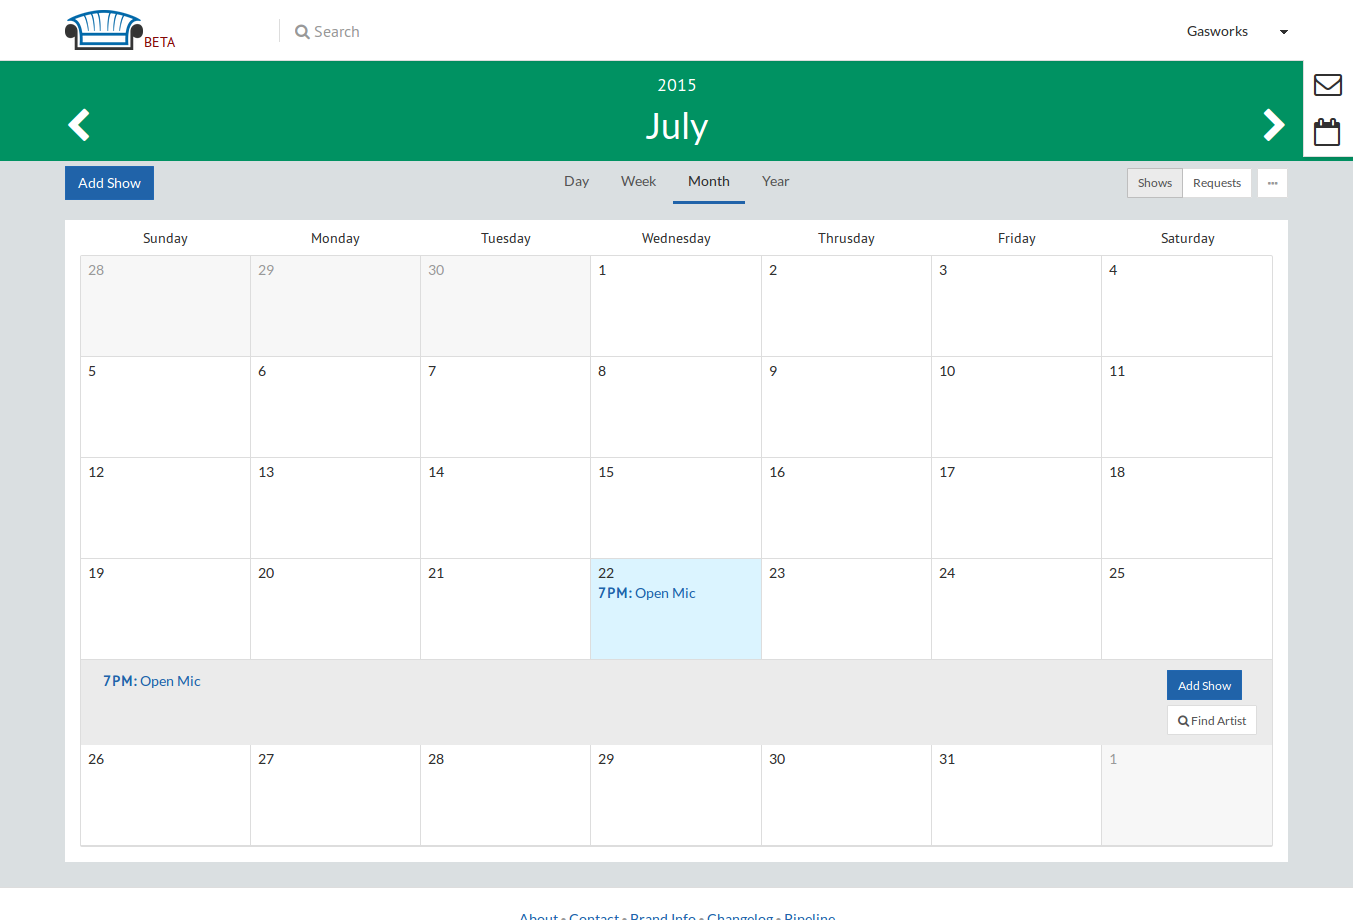 BETA
Search
Gasworks
2015
July
Add Show
Day Week Month Year
Shows Requests
Sunday Monday Tuesday Wednesday Thrusday Friday Saturday
28 29 30 1 2 3 4
5 6 7 8 9 10 11
12 13 14 15 16 17 18
19 20 21 22 23 24 25
7PM: Open Mic
7PM: Open Mic
Add Show
Find Artist
26 27 28 29 30 31 1
About - Contact - Brand Info - Changelog - Pipeline